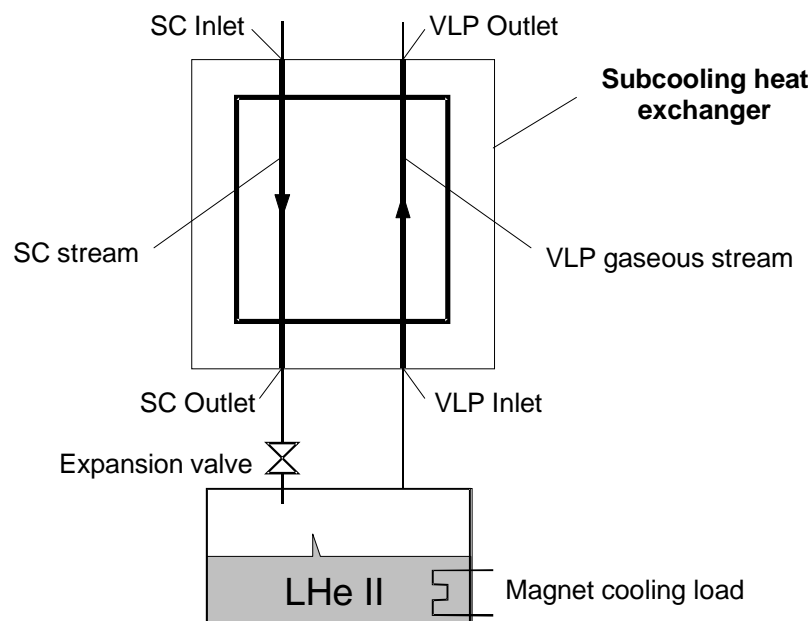 SC Inlet
VLP Outlet
Subcooling heat
exchanger
SC stream
VLP gaseous stream
SC Outlet
VLP Inlet
Expansion valve
LHe II
Magnet cooling load